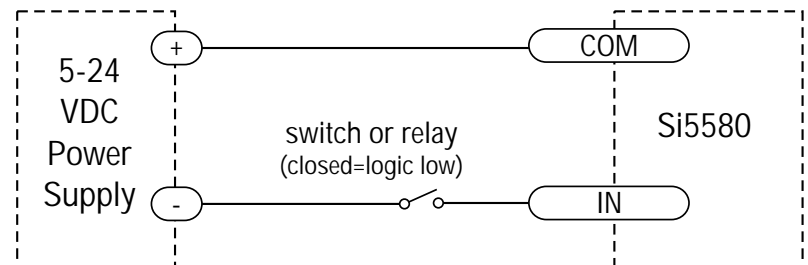 +
COM
5-24
VDC
Power
Supply
switch or relay
(closed=logic low)
Si5580
-
IN